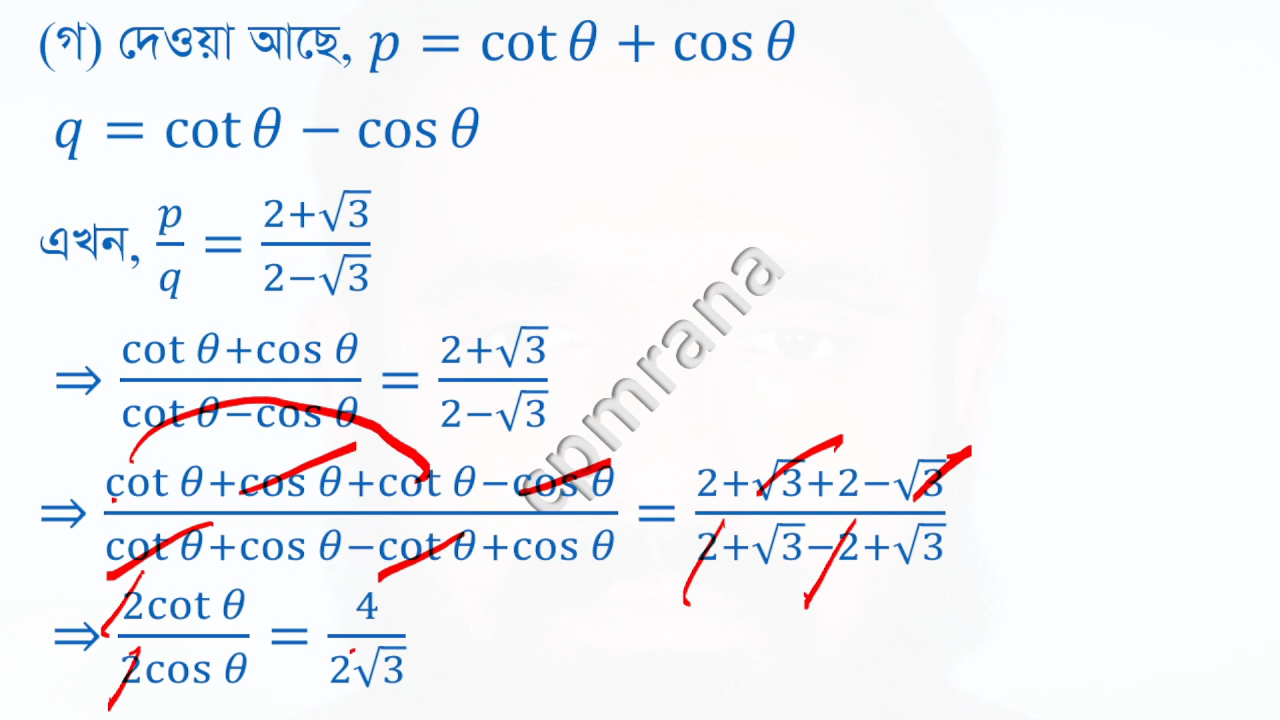 (গ) দেওয়া আছে, p = cot θ + cos θ
q = cot θ − cos θ
এখন, p/q = (2+√3)/(2−√3)
⇒ (cot θ+cos θ)/(cot θ−cos θ) = (2+√3)/(2−√3)
⇒ (cot θ+cos θ+cot θ−cos θ)/(cot θ+cos θ−cot θ+cos θ) = (2+√3+2−√3)/(2+√3−2+√3)
⇒ (2cot θ)/(2cos θ) = 4/(2√3)
cpmrana